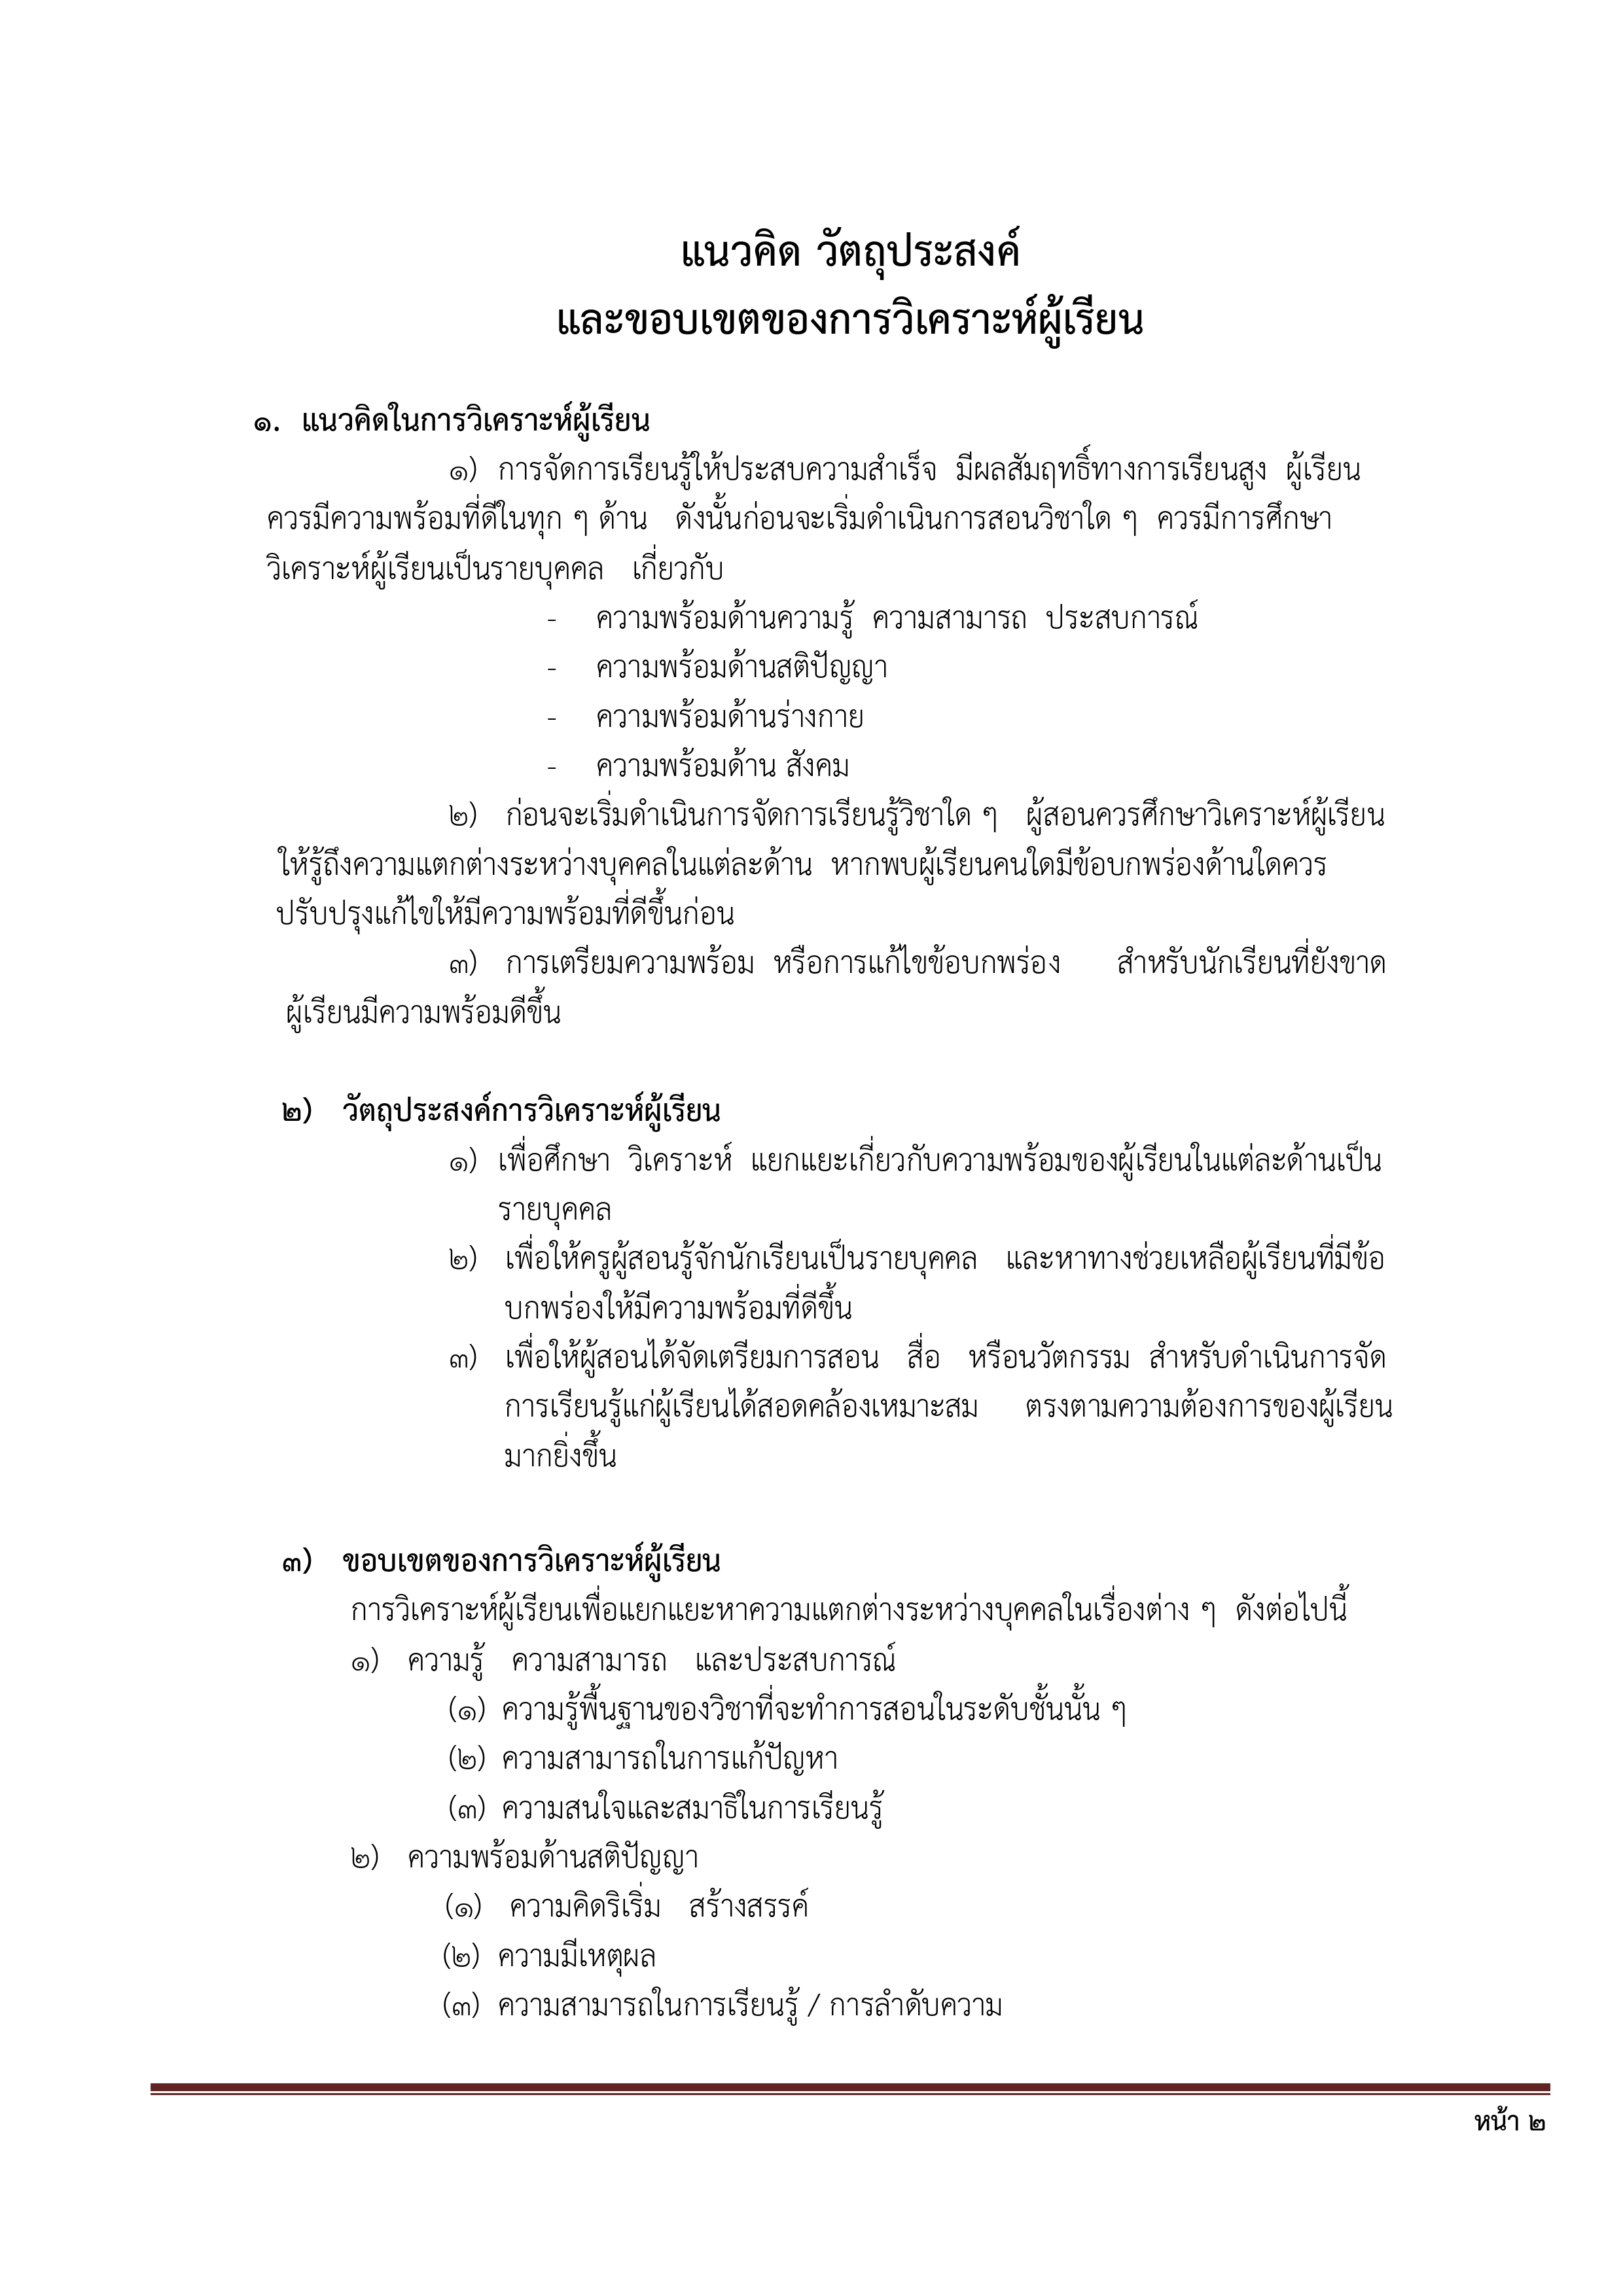 แนวคิด วัตถุประสงค์
และขอบเขตของการวิเคราะห์ผู้เรียน
๑. แนวคิดในการวิเคราะห์ผู้เรียน
๑) การจัดการเรียนรู้ให้ประสบความสำเร็จ มีผลสัมฤทธิ์ทางการเรียนสูง ผู้เรียน
ควรมีความพร้อมที่ดีในทุก ๆ ด้าน ดังนั้นก่อนจะเริ่มดำเนินการสอนวิชาใด ๆ ควรมีการศึกษา
วิเคราะห์ผู้เรียนเป็นรายบุคคล เกี่ยวกับ
- ความพร้อมด้านความรู้ ความสามารถ ประสบการณ์
- ความพร้อมด้านสติปัญญา
- ความพร้อมด้านร่างกาย
- ความพร้อมด้าน สังคม
๒) ก่อนจะเริ่มดำเนินการจัดการเรียนรู้วิชาใด ๆ ผู้สอนควรศึกษาวิเคราะห์ผู้เรียน
ให้รู้ถึงความแตกต่างระหว่างบุคคลในแต่ละด้าน หากพบผู้เรียนคนใดมีข้อบกพร่องด้านใดควร
ปรับปรุงแก้ไขให้มีความพร้อมที่ดีขึ้นก่อน
๓) การเตรียมความพร้อม หรือการแก้ไขข้อบกพร่อง สำหรับนักเรียนที่ยังขาด
ผู้เรียนมีความพร้อมดีขึ้น
๒) วัตถุประสงค์การวิเคราะห์ผู้เรียน
๑) เพื่อศึกษา วิเคราะห์ แยกแยะเกี่ยวกับความพร้อมของผู้เรียนในแต่ละด้านเป็น
รายบุคคล
๒) เพื่อให้ครูผู้สอนรู้จักนักเรียนเป็นรายบุคคล และหาทางช่วยเหลือผู้เรียนที่มีข้อ
บกพร่องให้มีความพร้อมที่ดีขึ้น
๓) เพื่อให้ผู้สอนได้จัดเตรียมการสอน สื่อ หรือนวัตกรรม สำหรับดำเนินการจัด
การเรียนรู้แก่ผู้เรียนได้สอดคล้องเหมาะสม ตรงตามความต้องการของผู้เรียน
มากยิ่งขึ้น
๓) ขอบเขตของการวิเคราะห์ผู้เรียน
การวิเคราะห์ผู้เรียนเพื่อแยกแยะหาความแตกต่างระหว่างบุคคลในเรื่องต่าง ๆ ดังต่อไปนี้
๑) ความรู้ ความสามารถ และประสบการณ์
(๑) ความรู้พื้นฐานของวิชาที่จะทำการสอนในระดับชั้นนั้น ๆ
(๒) ความสามารถในการแก้ปัญหา
(๓) ความสนใจและสมาธิในการเรียนรู้
๒) ความพร้อมด้านสติปัญญา
(๑) ความคิดริเริ่ม สร้างสรรค์
(๒) ความมีเหตุผล
(๓) ความสามารถในการเรียนรู้ / การลำดับความ
หน้า ๒